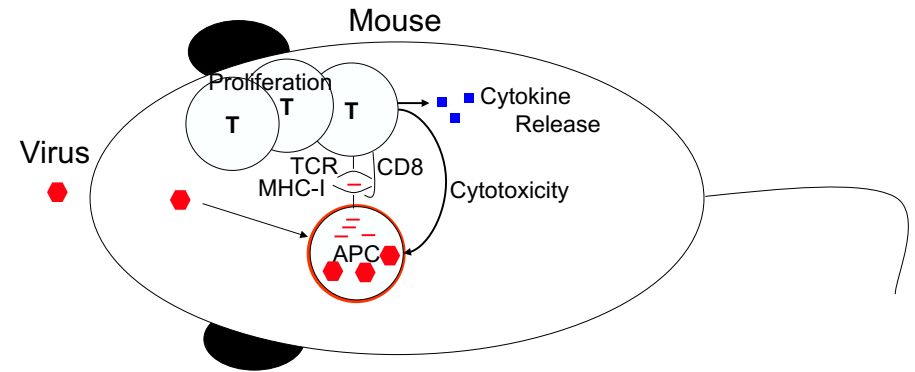 Mouse
Proliferation
T
T
T
Cytokine
Release
Virus
TCR
CD8
MHC-I
Cytotoxicity
APC